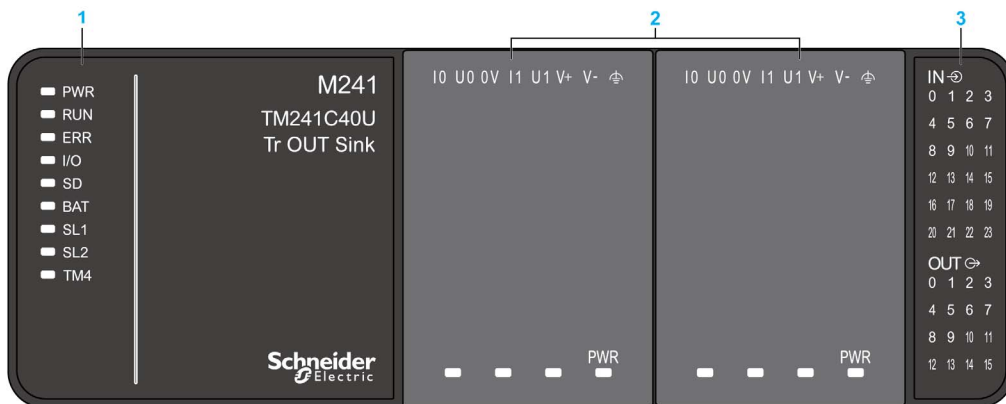 1
2
3
PWR
RUN
ERR
I/O
SD
BAT
SL1
SL2
TM4
M241
TM241C40U
Tr OUT Sink
Schneider
Electric
I0 U0 0V I1 U1 V+ V-
PWR
I0 U0 0V I1 U1 V+ V-
PWR
IN
0 1 2 3
4 5 6 7
8 9 10 11
12 13 14 15
16 17 18 19
20 21 22 23
OUT
0 1 2 3
4 5 6 7
8 9 10 11
12 13 14 15